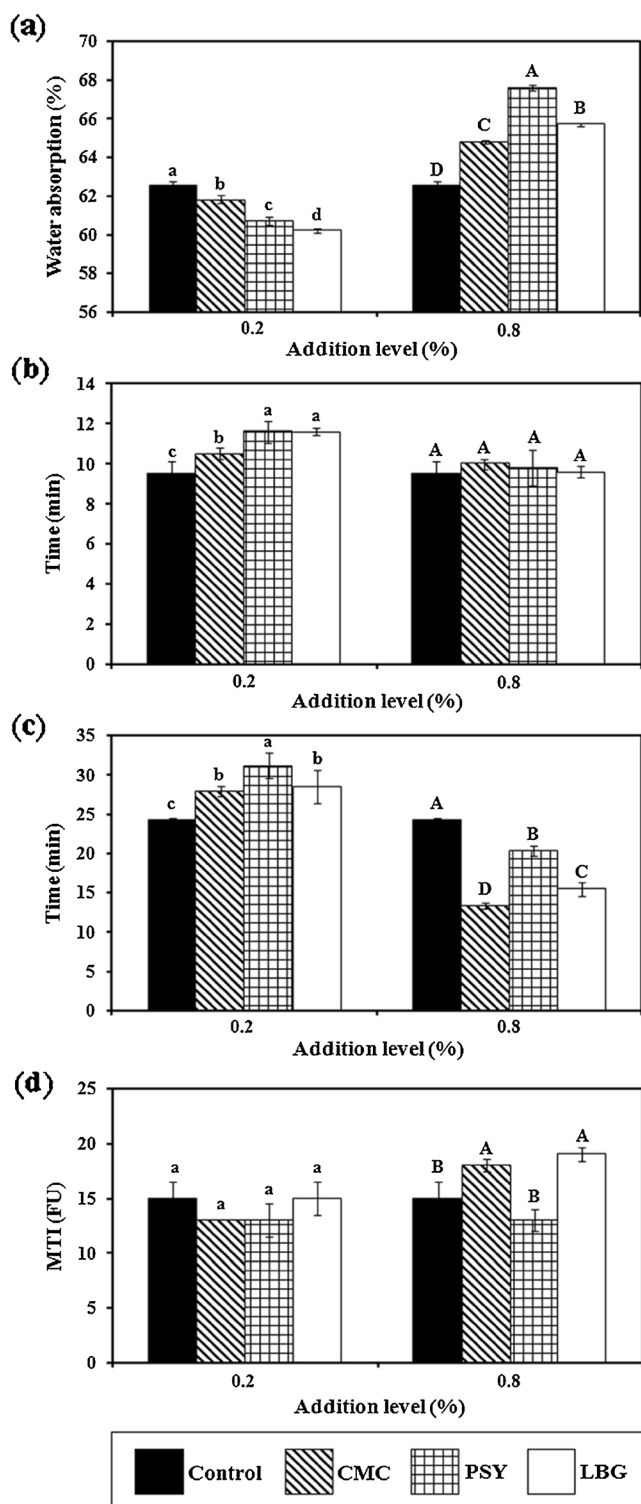 (a)
Water absorption (%)
70
68
66
64
62
60
58
56
a
b
c
d
D
C
A
B
0.2
0.8
Addition level (%)
(b)
Time (min)
14
12
10
8
6
4
2
0
c
b
a
a
A
A
A
A
0.2
0.8
Addition level (%)
(c)
Time (min)
35
30
25
20
15
10
5
0
c
b
a
b
A
D
B
C
0.2
0.8
Addition level (%)
(d)
MTI (FU)
25
20
15
10
5
0
a
a
a
a
B
A
B
A
0.2
0.8
Addition level (%)
Control CMC PSY LBG